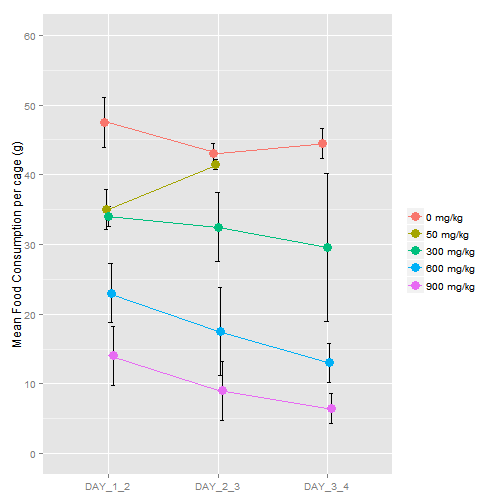 60
50
40
30
20
10
0
Mean Food Consumption per cage (g)
DAY_1_2
DAY_2_3
DAY_3_4
0 mg/kg
50 mg/kg
300 mg/kg
600 mg/kg
900 mg/kg